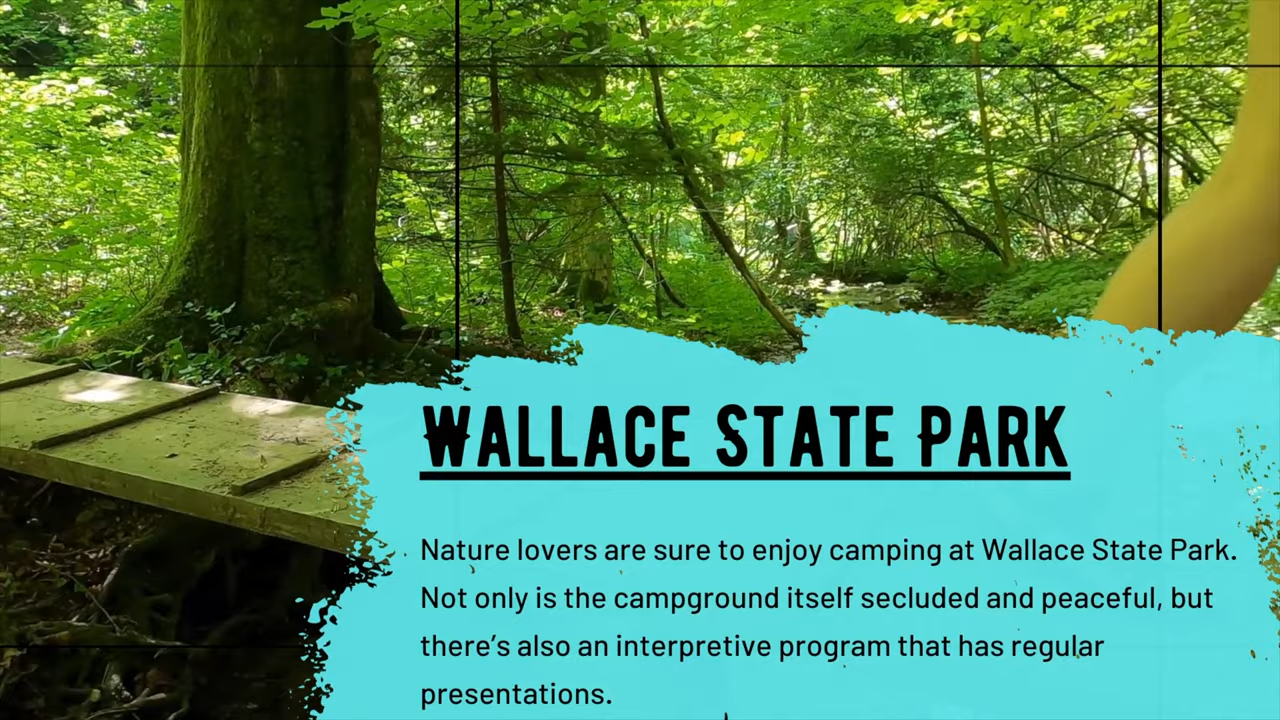 WALLACE STATE PARK
Nature lovers are sure to enjoy camping at Wallace State Park.
Not only is the campground itself secluded and peaceful, but
there's also an interpretive program that has regular
presentations.